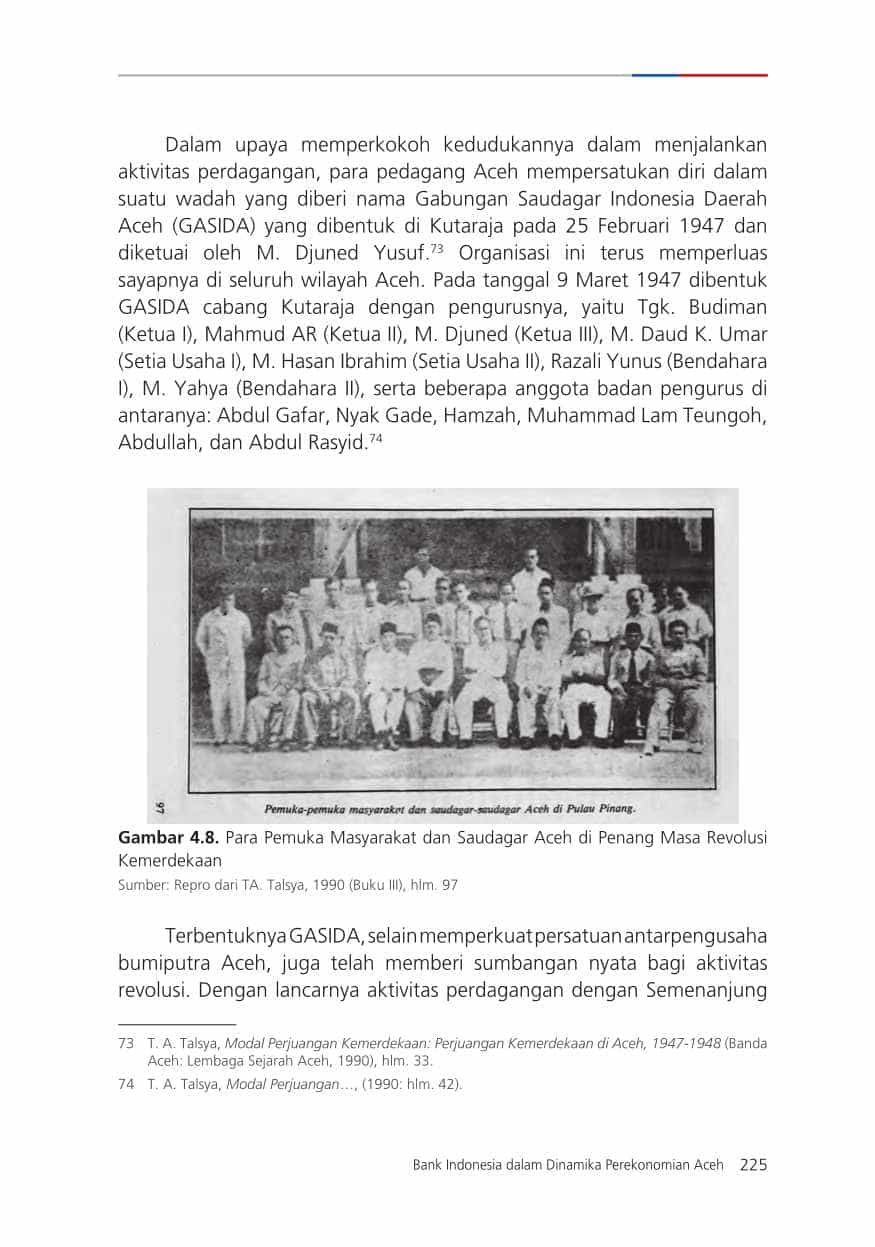 Dalam upaya memperkokoh kedudukannya dalam menjalankan
aktivitas perdagangan, para pedagang Aceh mempersatukan diri dalam
suatu wadah yang diberi nama Gabungan Saudagar Indonesia Daerah
Aceh (GASIDA) yang dibentuk di Kutaraja pada 25 Februari 1947 dan
diketuai oleh M. Djuned Yusuf.73 Organisasi ini terus memperluas
sayapnya di seluruh wilayah Aceh. Pada tanggal 9 Maret 1947 dibentuk
GASIDA cabang Kutaraja dengan pengurusnya, yaitu Tgk. Budiman
(Ketua I), Mahmud AR (Ketua II), M. Djuned (Ketua III), M. Daud K. Umar
(Setia Usaha I), M. Hasan Ibrahim (Setia Usaha II), Razali Yunus (Bendahara
I), M. Yahya (Bendahara II), serta beberapa anggota badan pengurus di
antaranya: Abdul Gafar, Nyak Gade, Hamzah, Muhammad Lam Teungoh,
Abdullah, dan Abdul Rasyid.74
97
Pemuka-pemuka masyarakat dan saudagar-saudagar Aceh di Pulau Pinang.
Gambar 4.8. Para Pemuka Masyarakat dan Saudagar Aceh di Penang Masa Revolusi
Kemerdekaan
Sumber: Repro dari TA. Talsya, 1990 (Buku III), hlm. 97
Terbentuknya GASIDA, selain memperkuat persatuan antarpengusaha
bumiputra Aceh, juga telah memberi sumbangan nyata bagi aktivitas
revolusi. Dengan lancarnya aktivitas perdagangan dengan Semenanjung
73 T. A. Talsya, Modal Perjuangan Kemerdekaan: Perjuangan Kemerdekaan di Aceh, 1947-1948 (Banda
Aceh: Lembaga Sejarah Aceh, 1990), hlm. 33.
74 T. A. Talsya, Modal Perjuangan…, (1990: hlm. 42).
Bank Indonesia dalam Dinamika Perekonomian Aceh 225